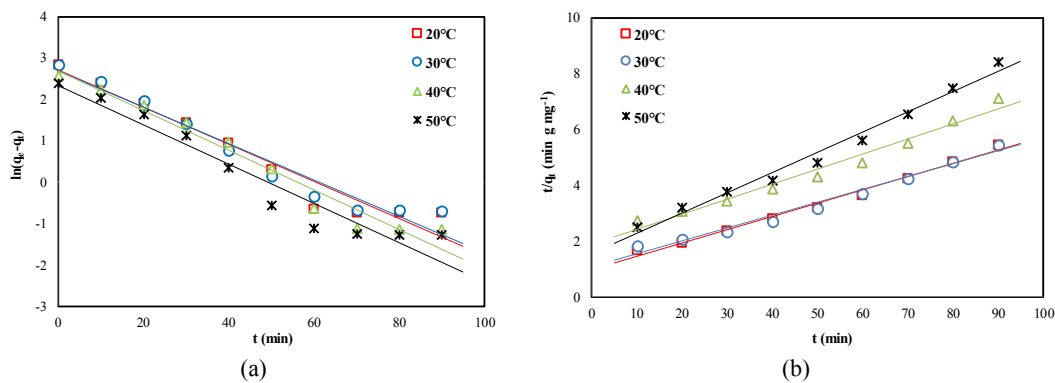 4
3
2
1
0
-1
-2
-3
ln(qe-qt)
0 20 40 60 80 100
t (min)
20°C
30°C
40°C
50°C
(a)
10
8
6
4
2
0
t/qt (min g mg-1)
0 10 20 30 40 50 60 70 80 90 100
t (min)
20°C
30°C
40°C
50°C
(b)